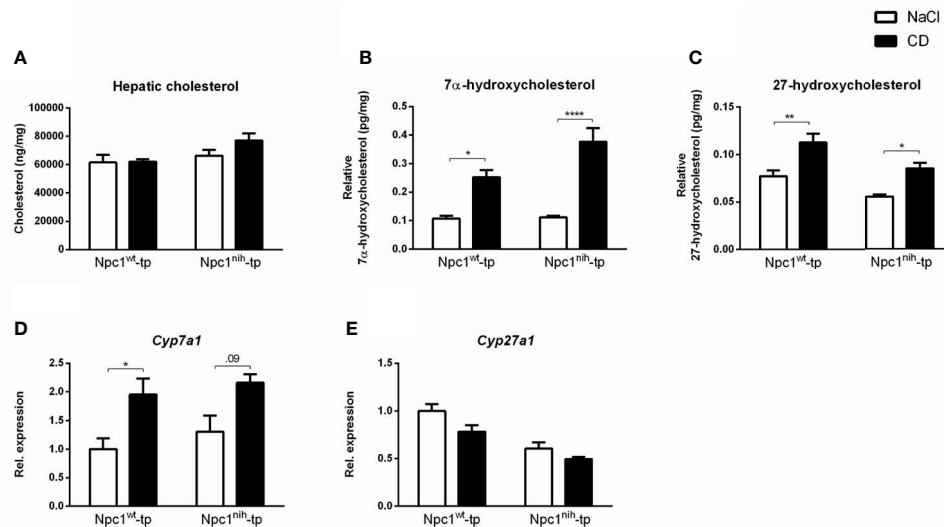 NaCl
CD
A
Hepatic cholesterol
Cholesterol (ng/mg)
100000
80000
60000
40000
20000
0
Npc1ʷᵗ-tp
Npc1ⁿⁱʰ-tp
B
7α-hydroxycholesterol
Relative
7α-hydroxycholesterol (pg/mg)
0.5
0.4
0.3
0.2
0.1
0.0
*
****
Npc1ʷᵗ-tp
Npc1ⁿⁱʰ-tp
C
27-hydroxycholesterol
Relative
27-hydroxycholesterol (pg/mg)
0.15
0.10
0.05
0.00
**
*
Npc1ʷᵗ-tp
Npc1ⁿⁱʰ-tp
D
Cyp7a1
Rel. expression
2.5
2.0
1.5
1.0
0.5
0.0
*
.09
Npc1ʷᵗ-tp
Npc1ⁿⁱʰ-tp
E
Cyp27a1
Rel. expression
1.5
1.0
0.5
0.0
Npc1ʷᵗ-tp
Npc1ⁿⁱʰ-tp